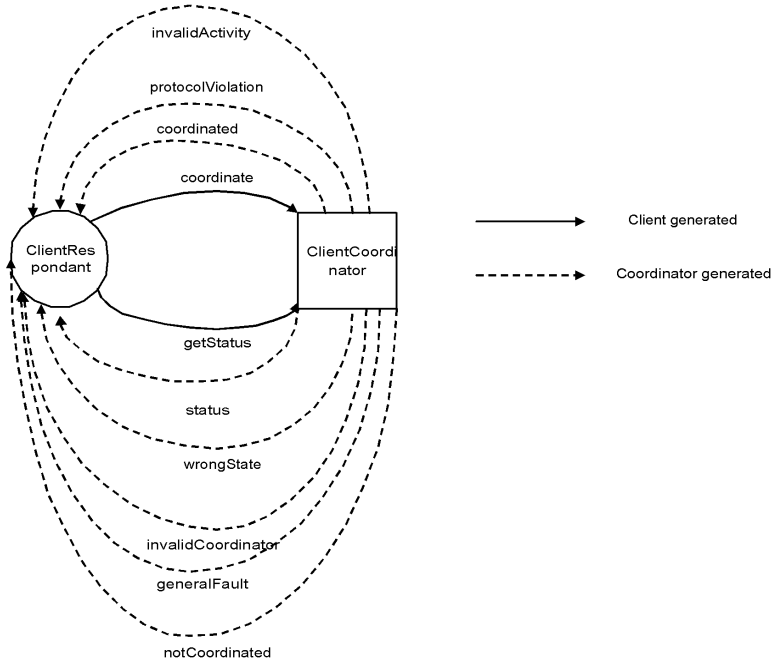 invalidActivity
protocolViolation
coordinated
coordinate
ClientRes
pondant
ClientCoordi
nator
Client generated
Coordinator generated
getStatus
status
wrongState
invalidCoordinator
generalFault
notCoordinated